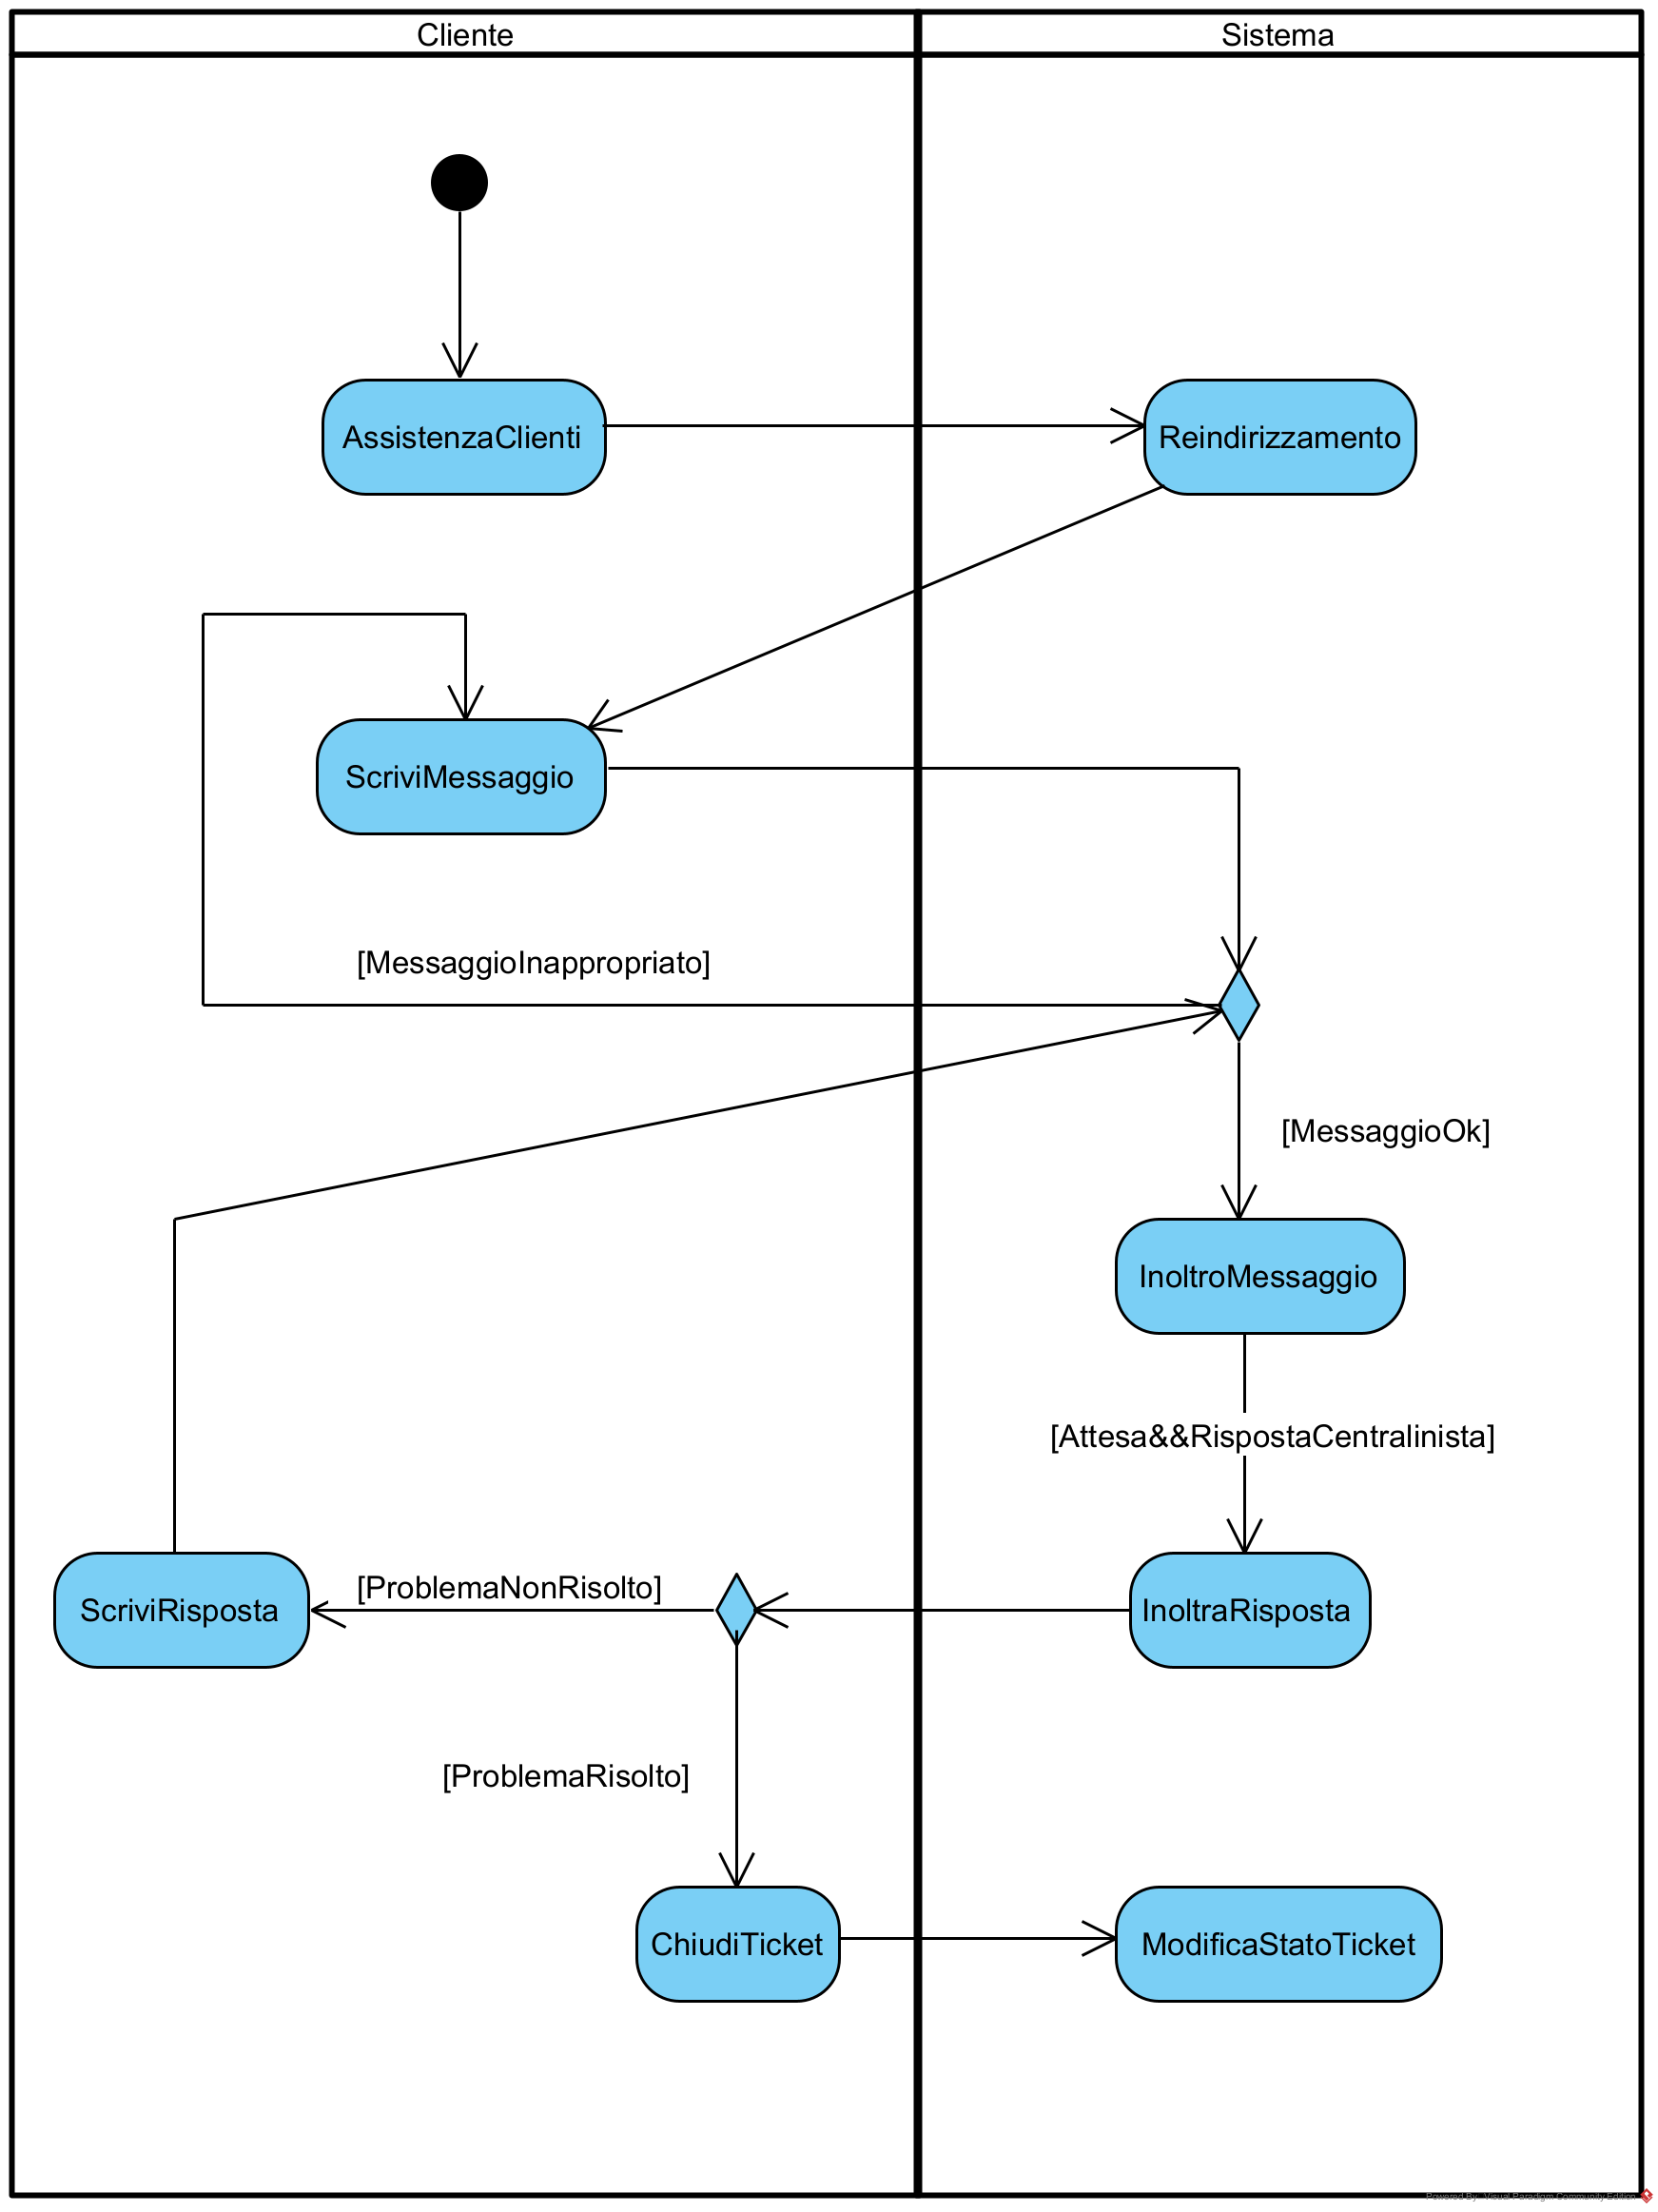 Cliente
Sistema
AssistenzaClienti
Reindirizzamento
ScriviMessaggio
[MessaggioInappropriato]
[MessaggioOk]
InoltroMessaggio
[Attesa&&RispostaCentralinista]
[ProblemaNonRisolto]
ScriviRisposta
InoltraRisposta
[ProblemaRisolto]
ChiudiTicket
ModificaStatoTicket
Powered By: Visual Paradigm Community Edition